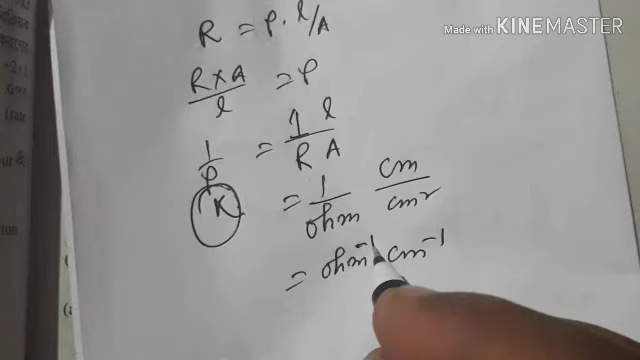 Made with KINEMASTER
R = ρ. l/A
R×A/l = ρ
1/ρ = 1/R l/A
K = 1/ohm cm/cm²
= ohm⁻¹ cm⁻¹